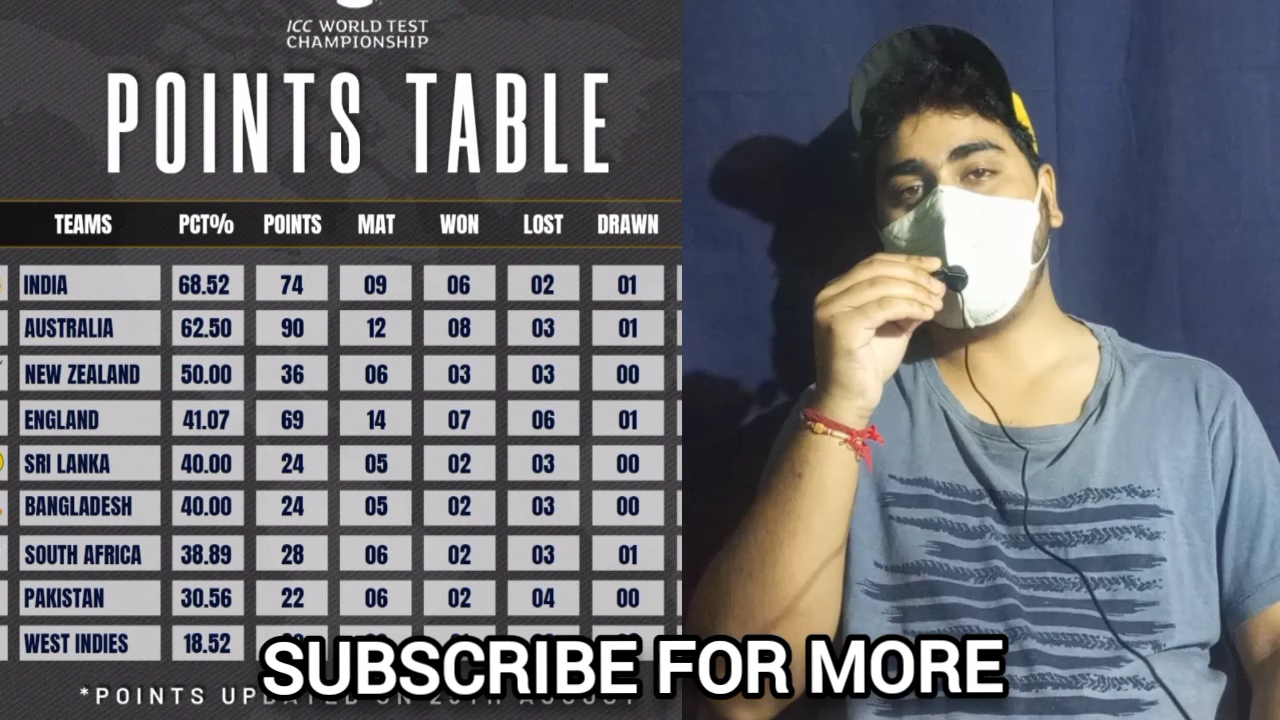 ICC WORLD TEST
CHAMPIONSHIP
POINTS TABLE
TEAMS PCT% POINTS MAT WON LOST DRAWN
INDIA 68.52 74 09 06 02 01
AUSTRALIA 62.50 90 12 08 03 01
NEW ZEALAND 50.00 36 06 03 03 00
ENGLAND 41.07 69 14 07 06 01
SRI LANKA 40.00 24 05 02 03 00
BANGLADESH 40.00 24 05 02 03 00
SOUTH AFRICA 38.89 28 06 02 03 01
PAKISTAN 30.56 22 06 02 04 00
WEST INDIES 18.52
SUBSCRIBE FOR MORE
*POINTS UPDATED ON AUGUST